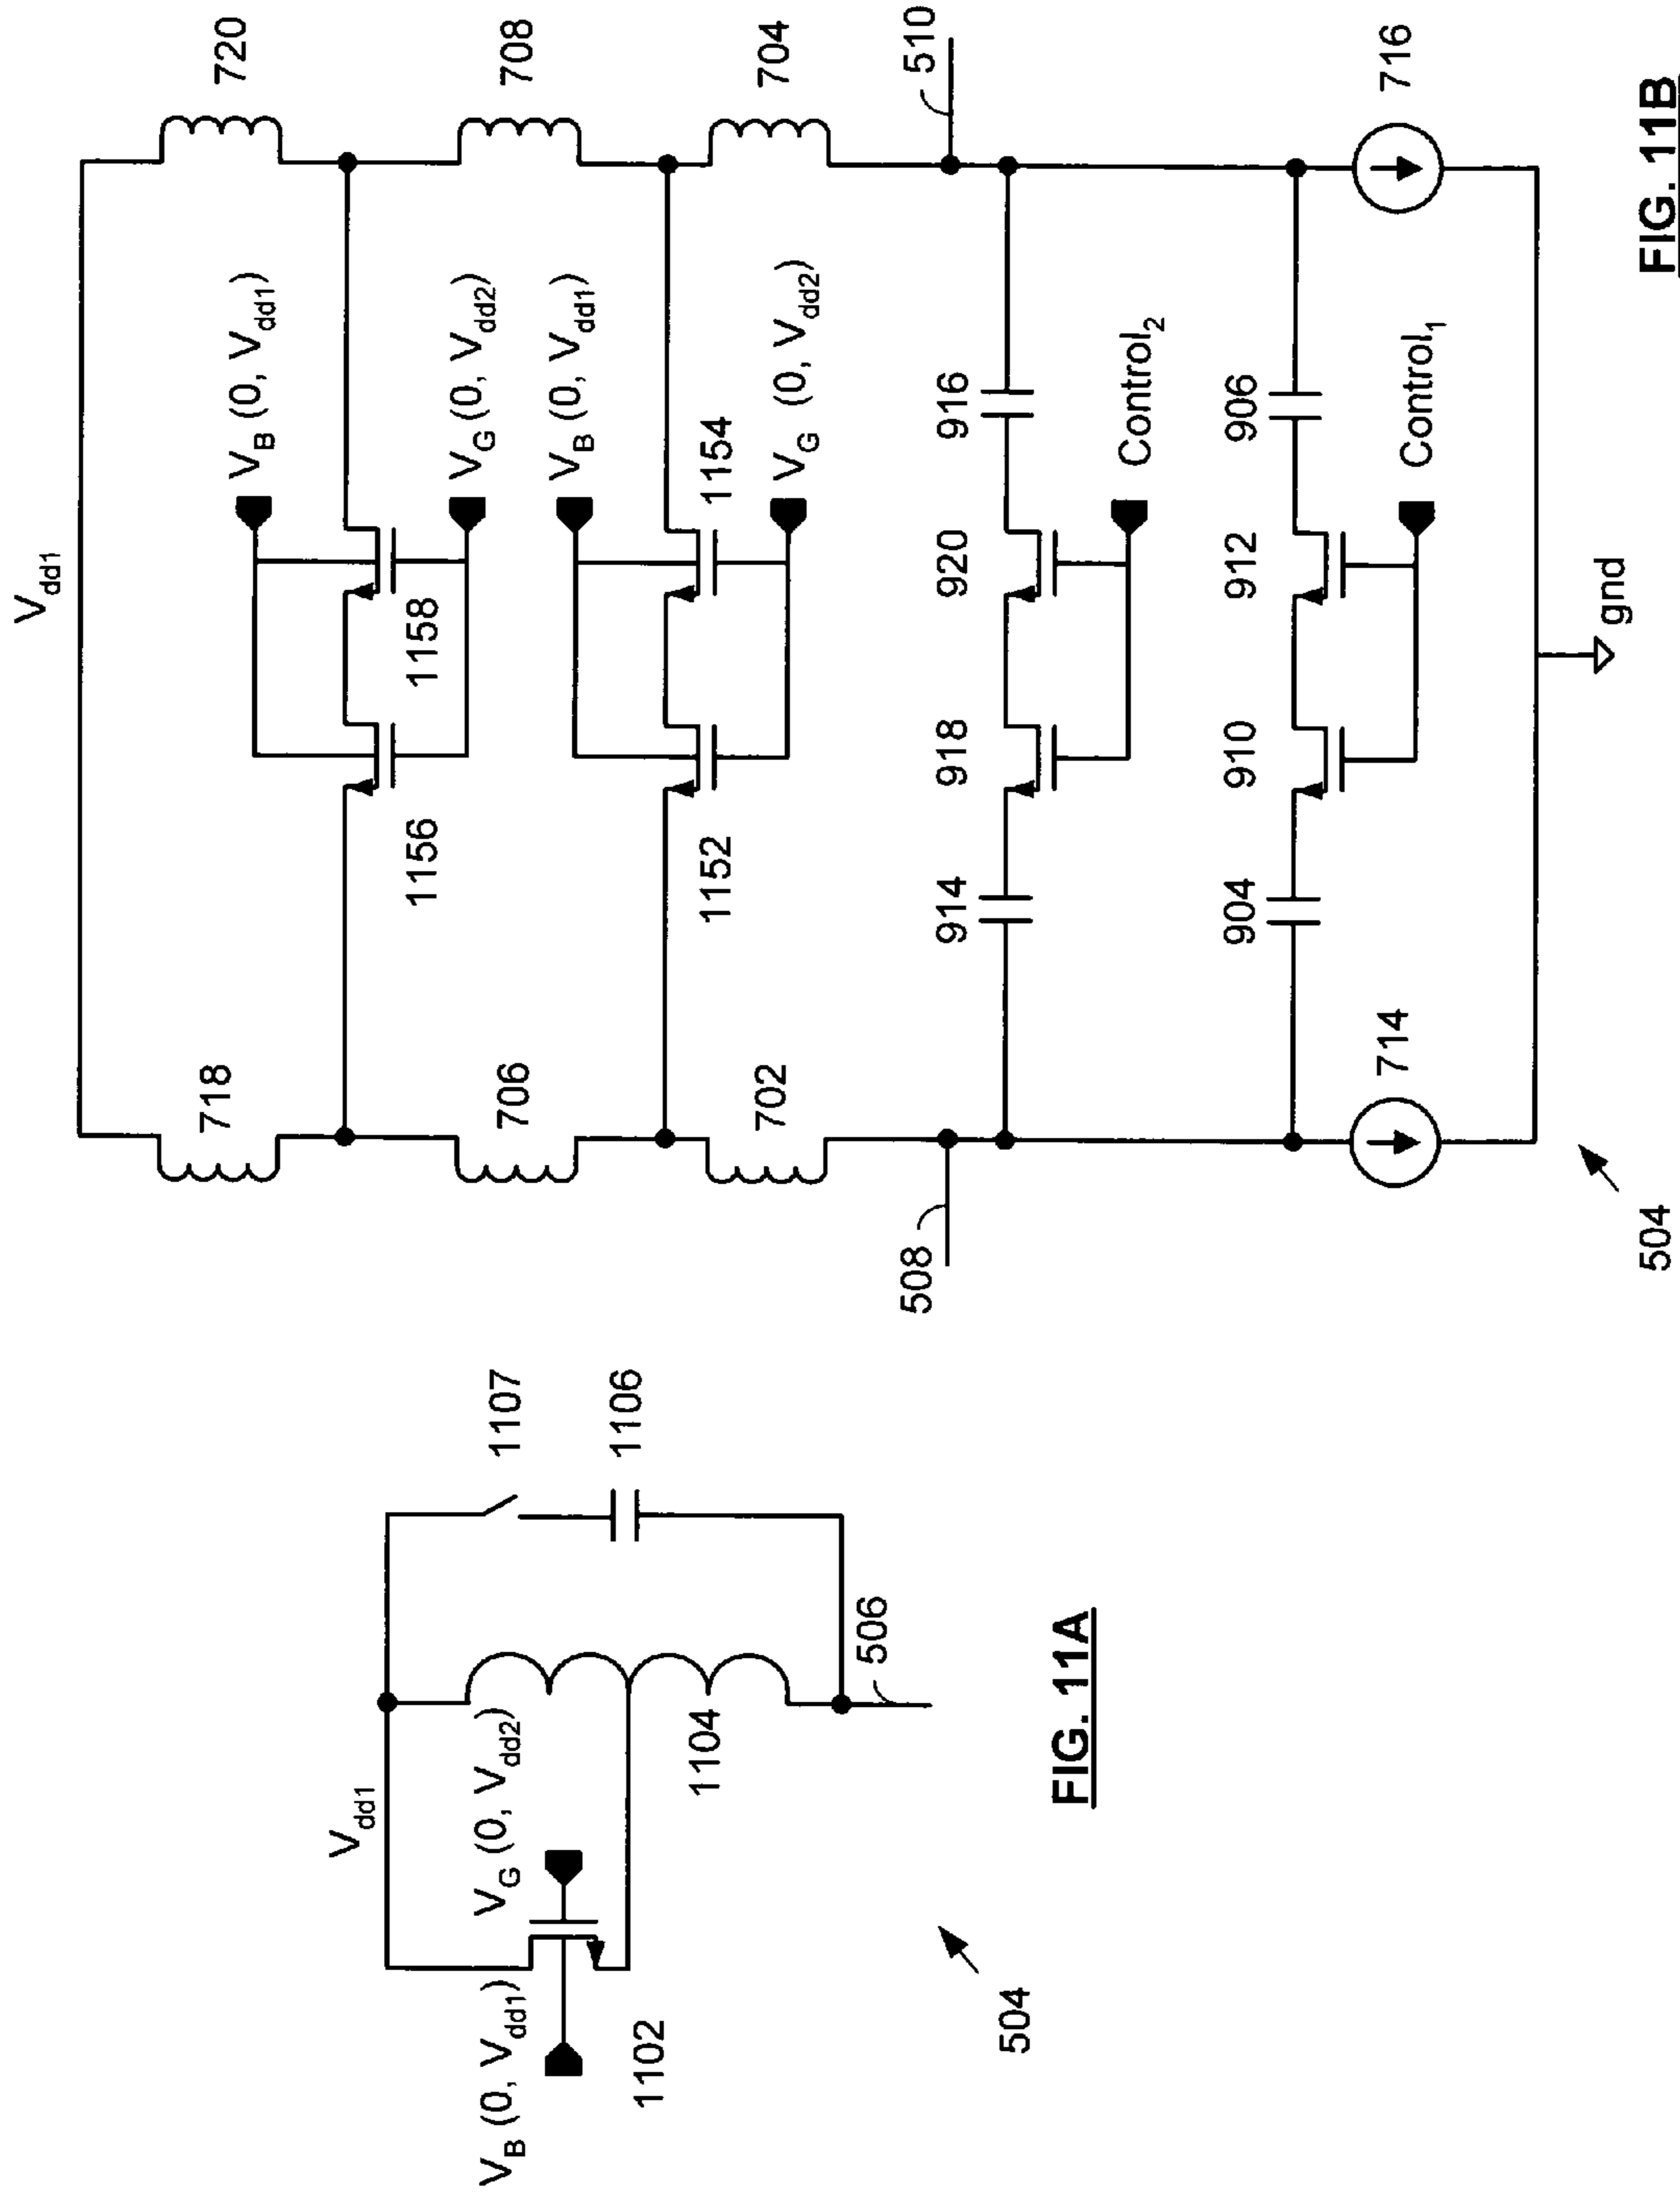 V_dd1
V_B (0, V_dd1)
V_G (0, V_dd2)
1102
1104
1107
1106
506
504
FIG. 11A
V_dd1
718
720
V_B (0, V_dd1)
1156
1158
V_G (0, V_dd2)
706
708
V_B (0, V_dd1)
1152
1154
V_G (0, V_dd2)
702
704
508
510
914
918
920
916
Control_2
904
910
912
906
Control_1
714
716
gnd
504
FIG. 11B